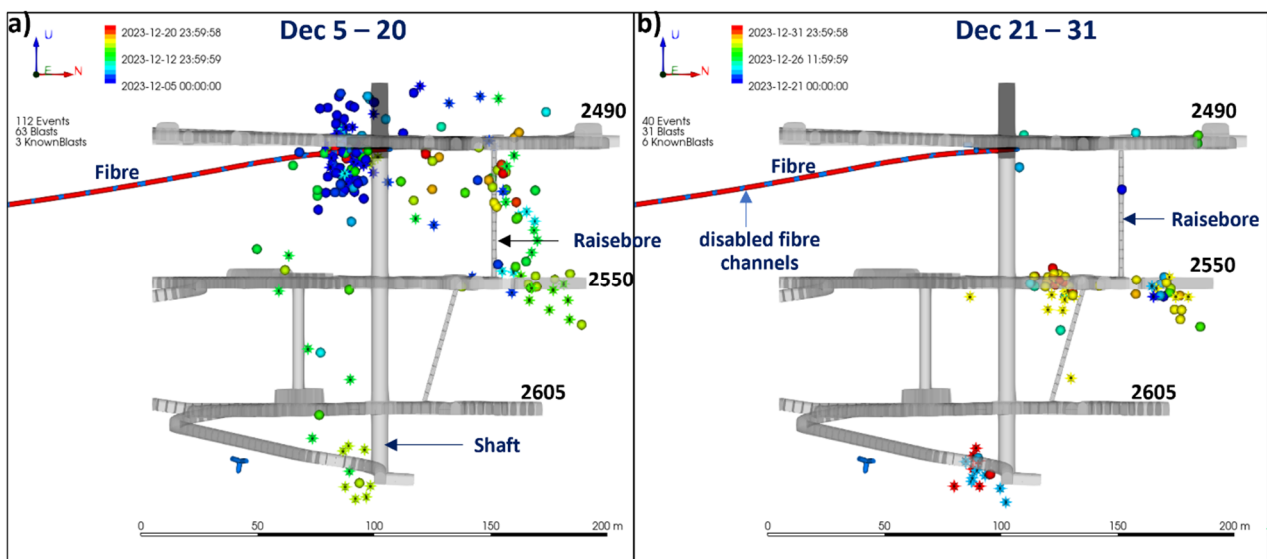 a)
Dec 5 – 20
U
E
N
2023-12-20 23:59:58
2023-12-12 23:59:59
2023-12-05 00:00:00
112 Events
63 Blasts
3 KnownBlasts
2490
Fibre
Raisebore
2550
2605
Shaft
0 50 100 150 200 m
b)
Dec 21 – 31
U
E
N
2023-12-31 23:59:58
2023-12-26 11:59:59
2023-12-21 00:00:00
40 Events
31 Blasts
6 KnownBlasts
2490
Fibre
Raisebore
disabled fibre
channels
2550
2605
0 50 100 150 200 m